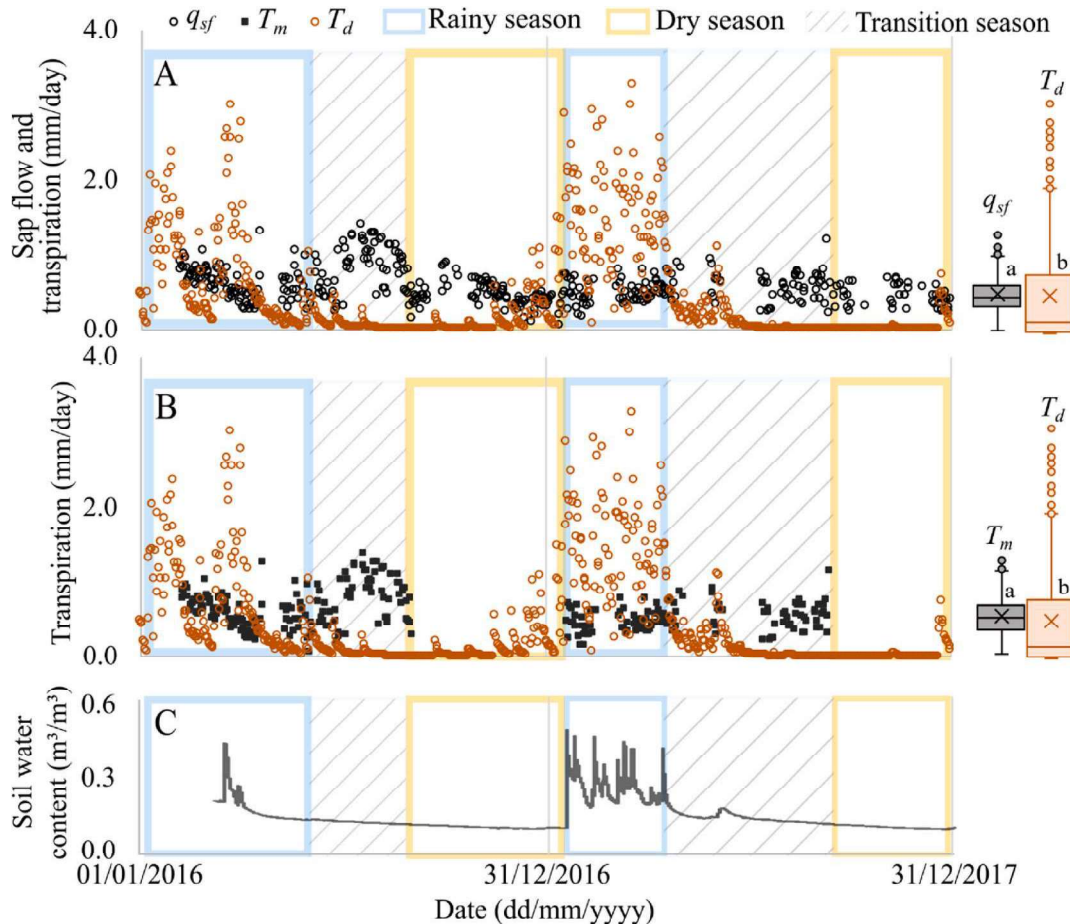 q_sf T_m T_d Rainy season Dry season Transition season
4.0
A
Sap flow and
transpiration (mm/day)
2.0
0.0
T_d
q_sf
a
b
4.0
B
Transpiration (mm/day)
2.0
0.0
T_d
T_m
a
b
0.6
C
Soil water
content (m³/m³)
0.3
0.0
01/01/2016 31/12/2016 31/12/2017
Date (dd/mm/yyyy)